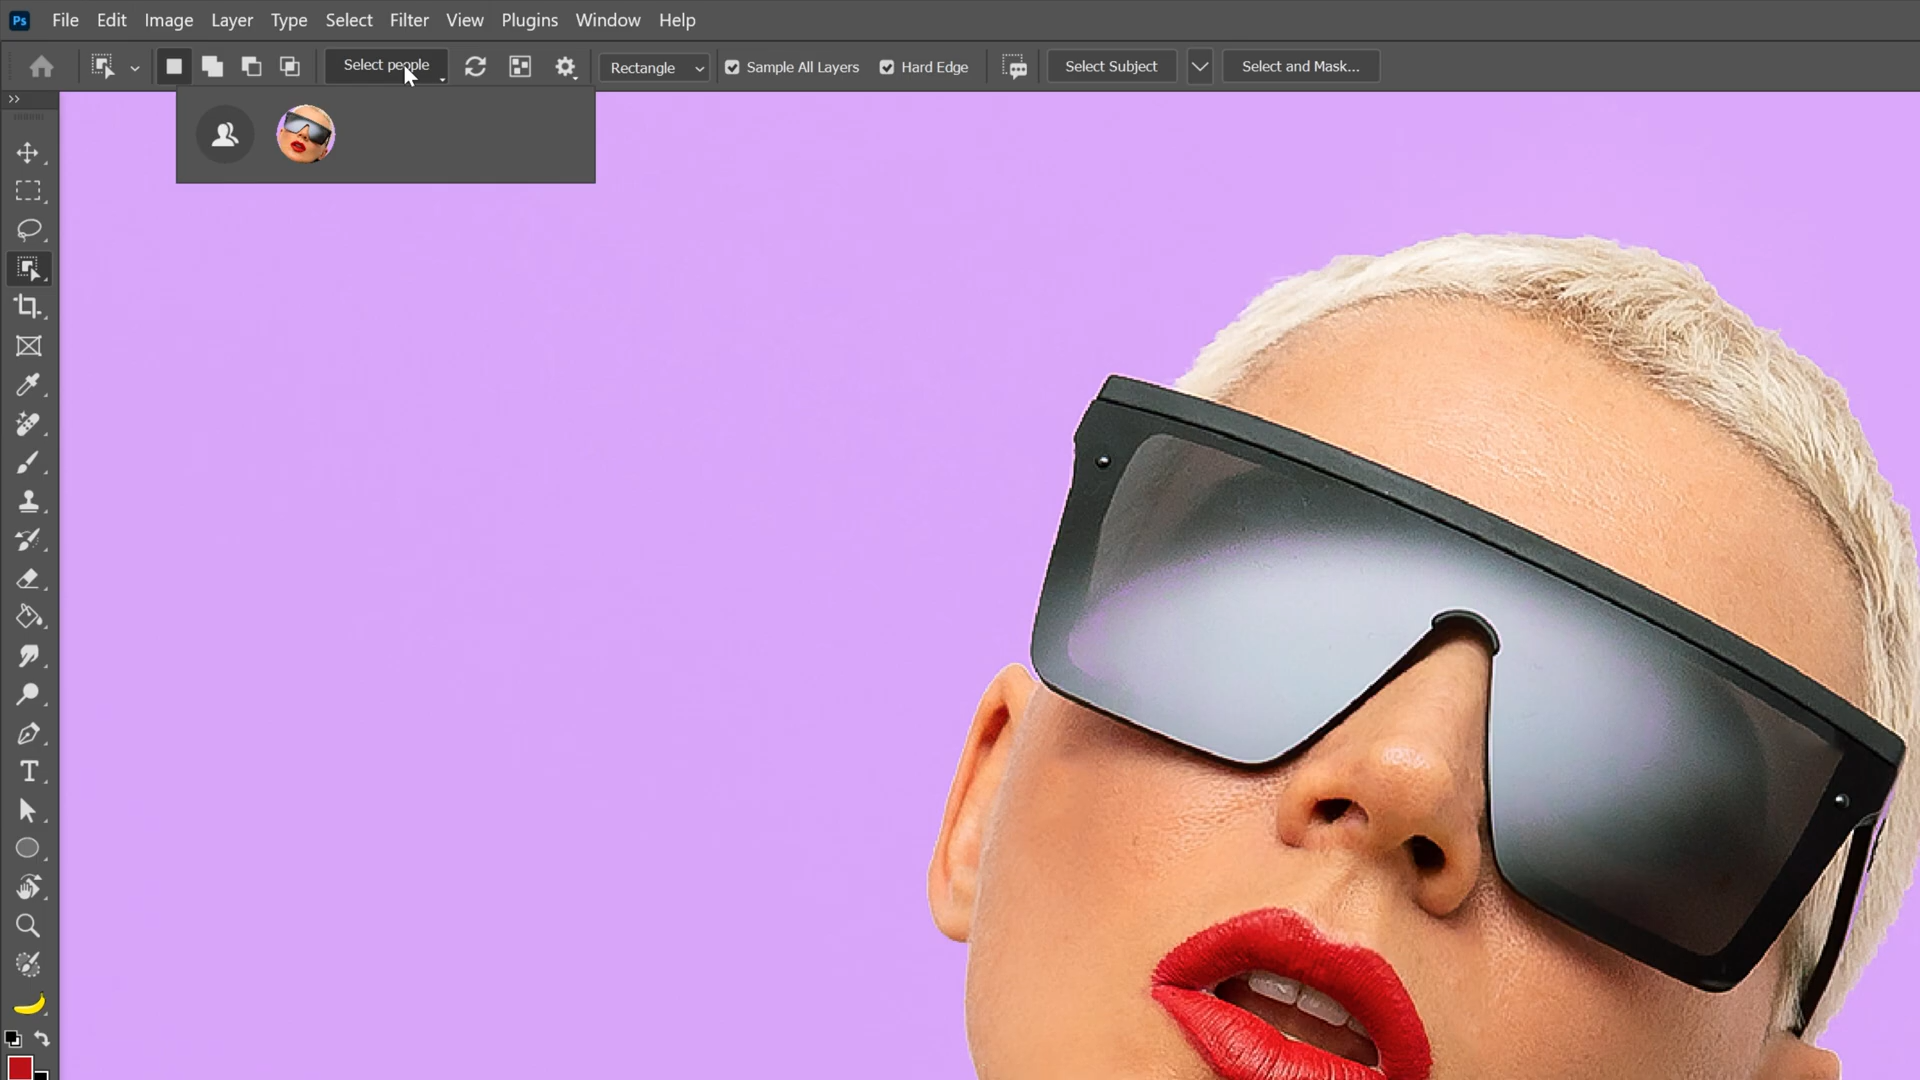 Ps File Edit Image Layer Type Select Filter View Plugins Window Help
Select people Rectangle Sample All Layers Hard Edge Select Subject Select and Mask...